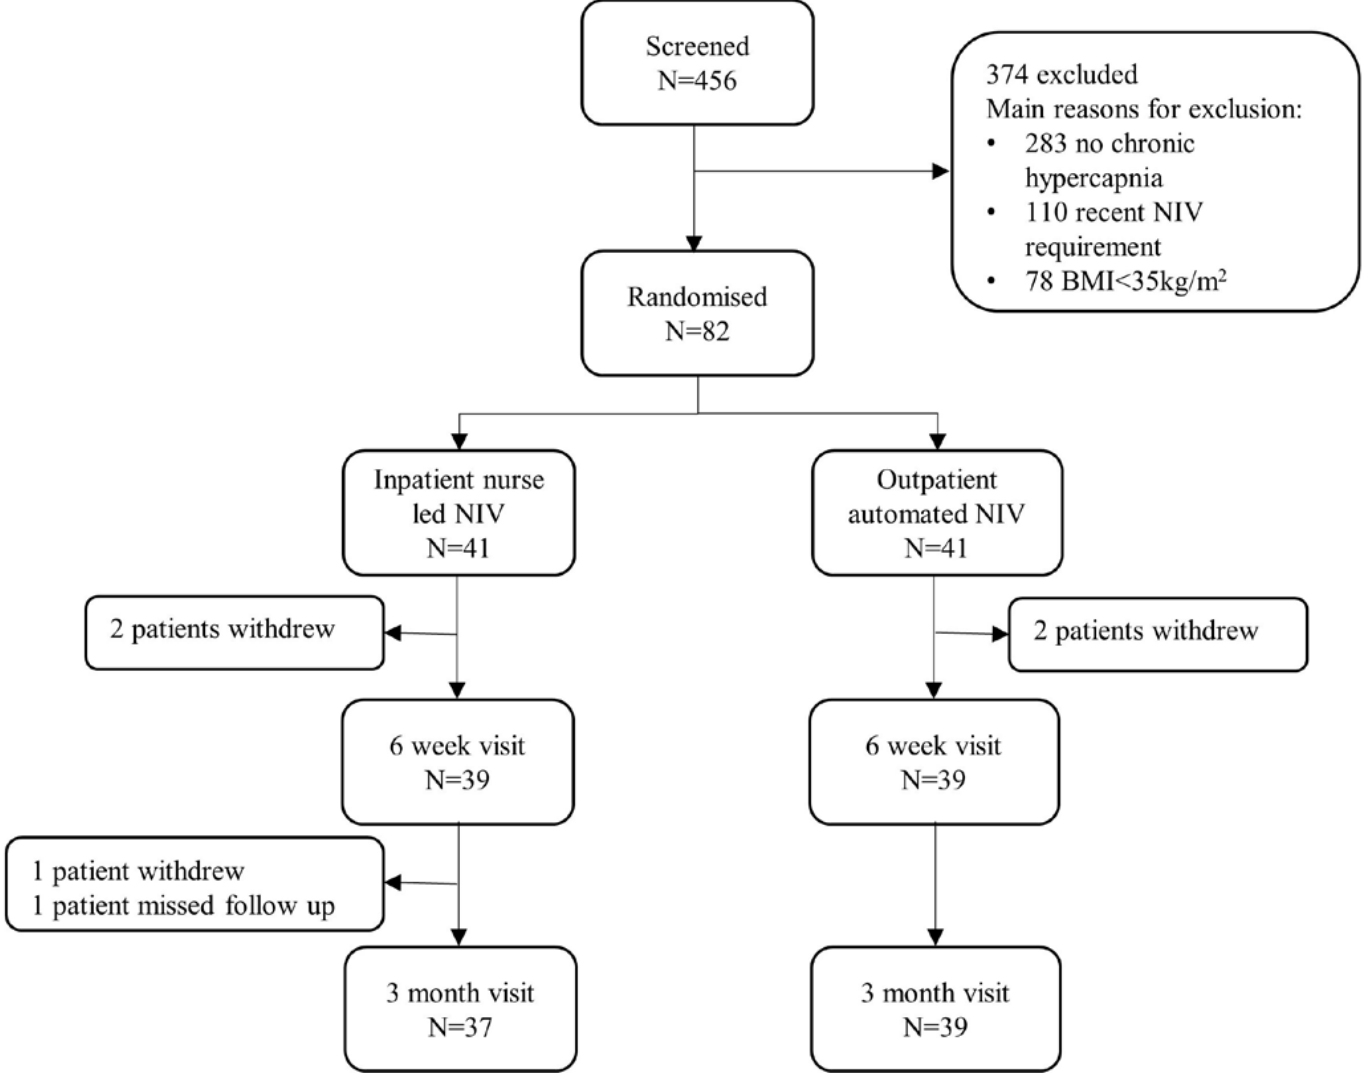 Screened
N=456
374 excluded
Main reasons for exclusion:
• 283 no chronic
hypercapnia
• 110 recent NIV
requirement
• 78 BMI<35kg/m²
Randomised
N=82
Inpatient nurse
led NIV
N=41
Outpatient
automated NIV
N=41
2 patients withdrew
2 patients withdrew
6 week visit
N=39
6 week visit
N=39
1 patient withdrew
1 patient missed follow up
3 month visit
N=37
3 month visit
N=39